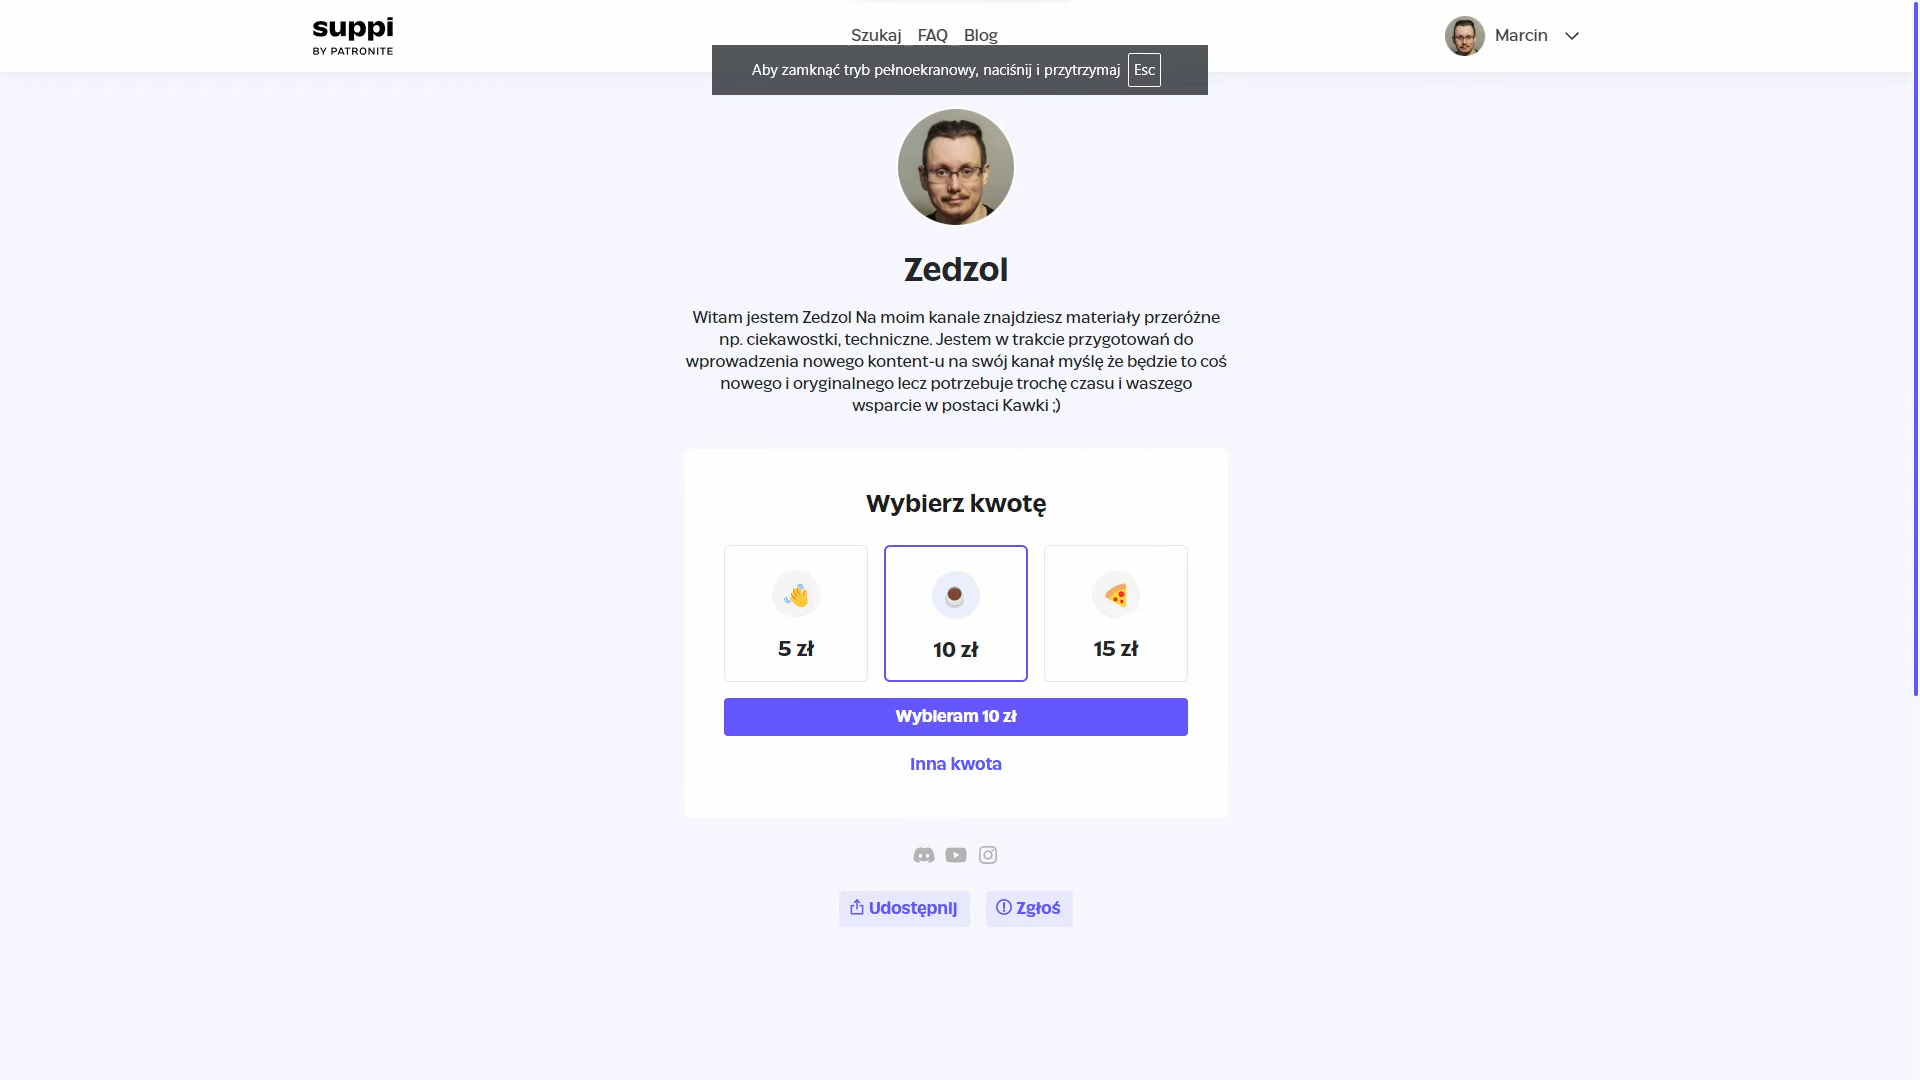 suppi
BY PATRONITE
Szukaj FAQ Blog
Marcin
Aby zamknąć tryb pełnoekranowy, naciśnij i przytrzymaj Esc
Zedzol
Witam jestem Zedzol Na moim kanale znajdziesz materiały przeróżne
np. ciekawostki, techniczne. Jestem w trakcie przygotowań do
wprowadzenia nowego kontent-u na swój kanał myślę że będzie to coś
nowego i oryginalnego lecz potrzebuje trochę czasu i waszego
wsparcie w postaci Kawki ;)
Wybierz kwotę
5 zł 10 zł 15 zł
Wybieram 10 zł
Inna kwota
Udostępnij Zgłoś